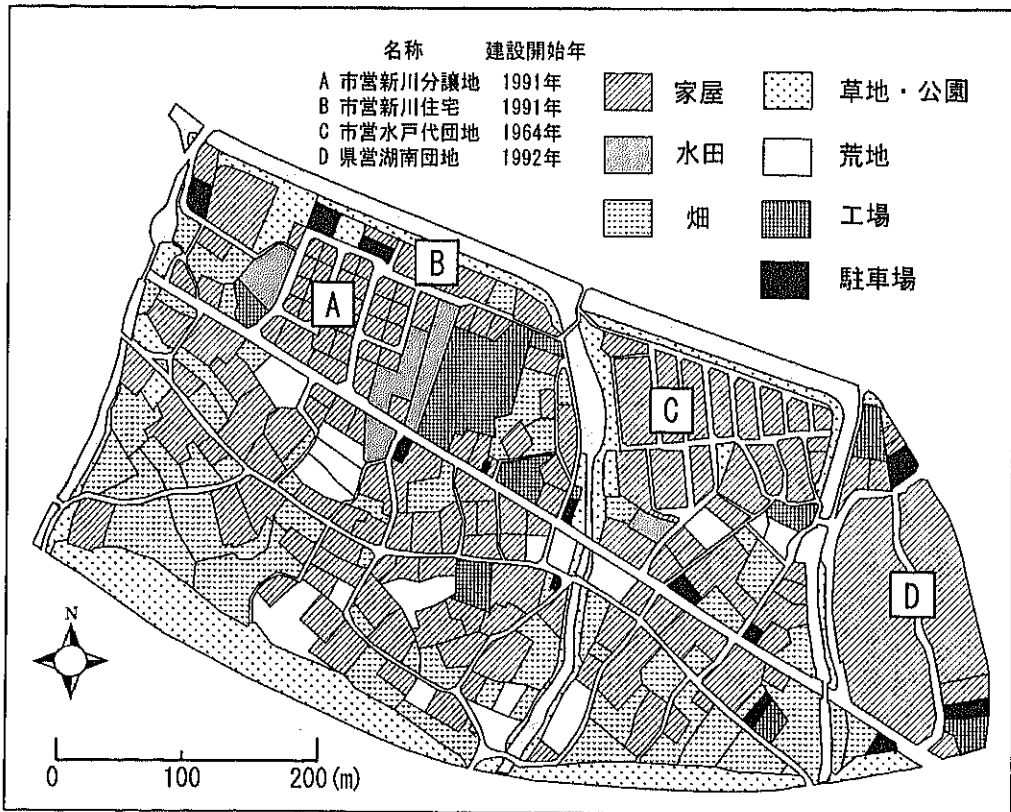 名称 建設開始年
A 市営新川分譲地 1991年
B 市営新川住宅 1991年
C 市営水戸代団地 1964年
D 県営湖南団地 1992年
家屋 草地・公園
水田 荒地
畑 工場
駐車場
B
A
C
D
N
0 100 200(m)